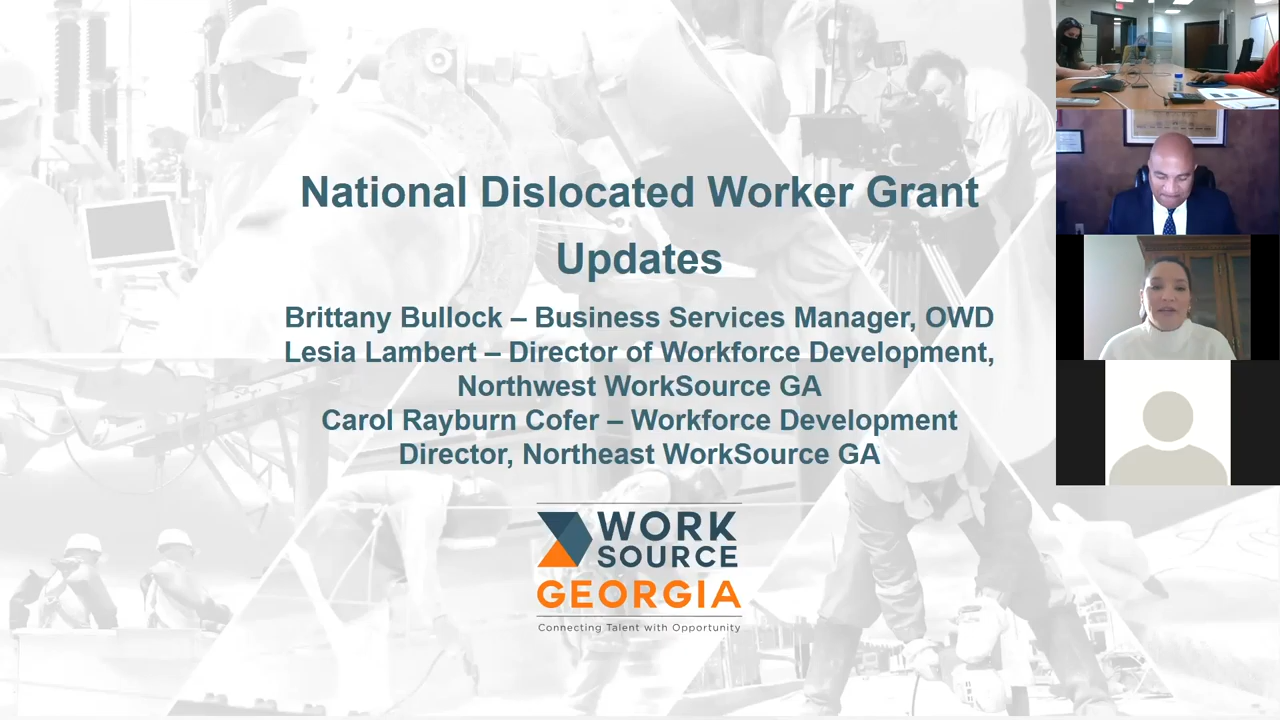 National Dislocated Worker Grant
Updates
Brittany Bullock – Business Services Manager, OWD
Lesia Lambert – Director of Workforce Development,
Northwest WorkSource GA
Carol Rayburn Cofer – Workforce Development
Director, Northeast WorkSource GA
WORK
SOURCE
GEORGIA
Connecting Talent with Opportunity